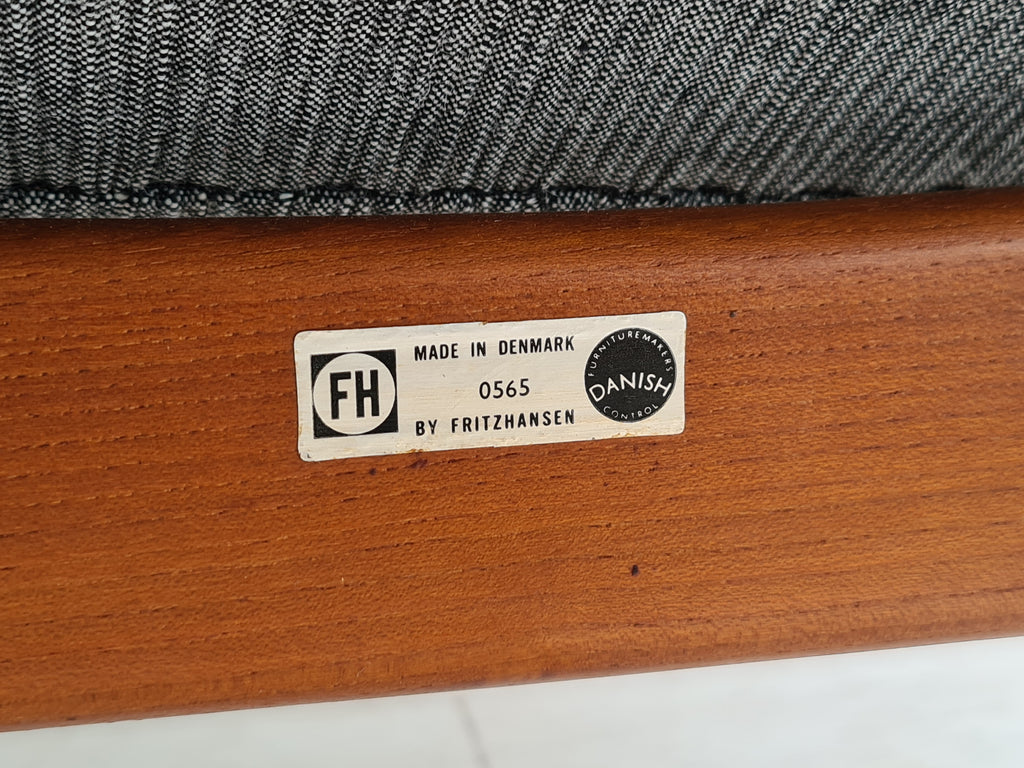 FH
MADE IN DENMARK
0565
BY FRITZHANSEN
FURNITUREMAKERS
DANISH
CONTROL